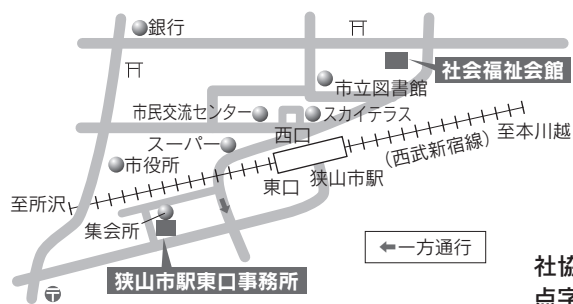 銀行
社会福祉会館
市立図書館
市民交流センター
スカイテラス
西口
スーパー
至本川越
(西武新宿線)
市役所
東口
狭山市駅
至所沢
集会所
←一方通行
狭山市駅東口事務所
社協
点字